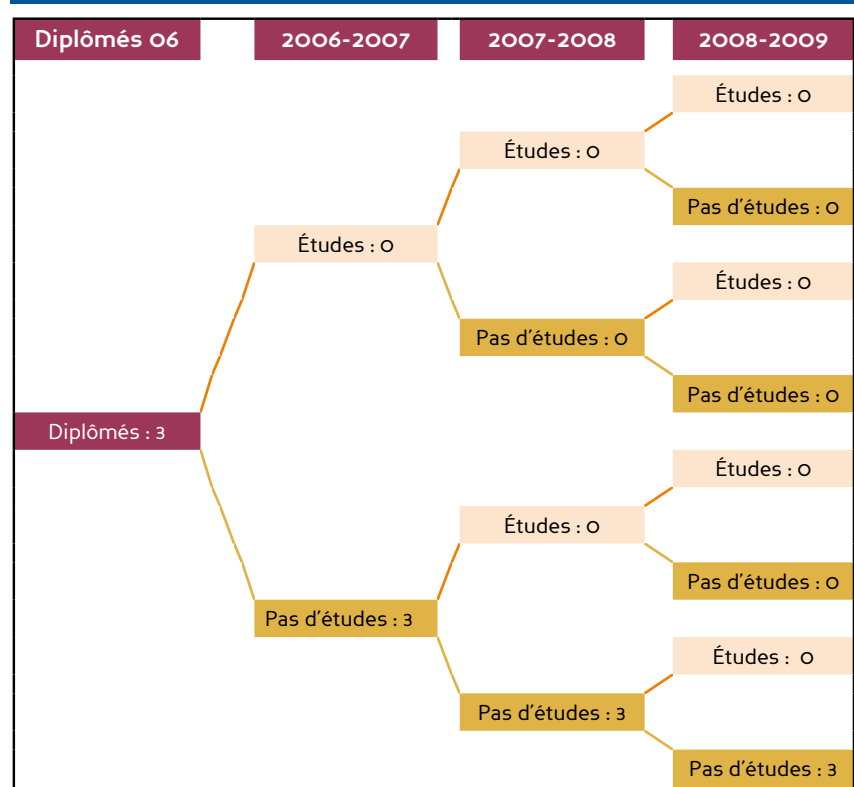 Diplômés 06 2006-2007 2007-2008 2008-2009
Études : 0
Études : 0
Pas d'études : 0
Études : 0
Études : 0
Pas d'études : 0
Pas d'études : 0
Diplômés : 3
Études : 0
Études : 0
Pas d'études : 0
Pas d'études : 3
Études : 0
Pas d'études : 3
Pas d'études : 3